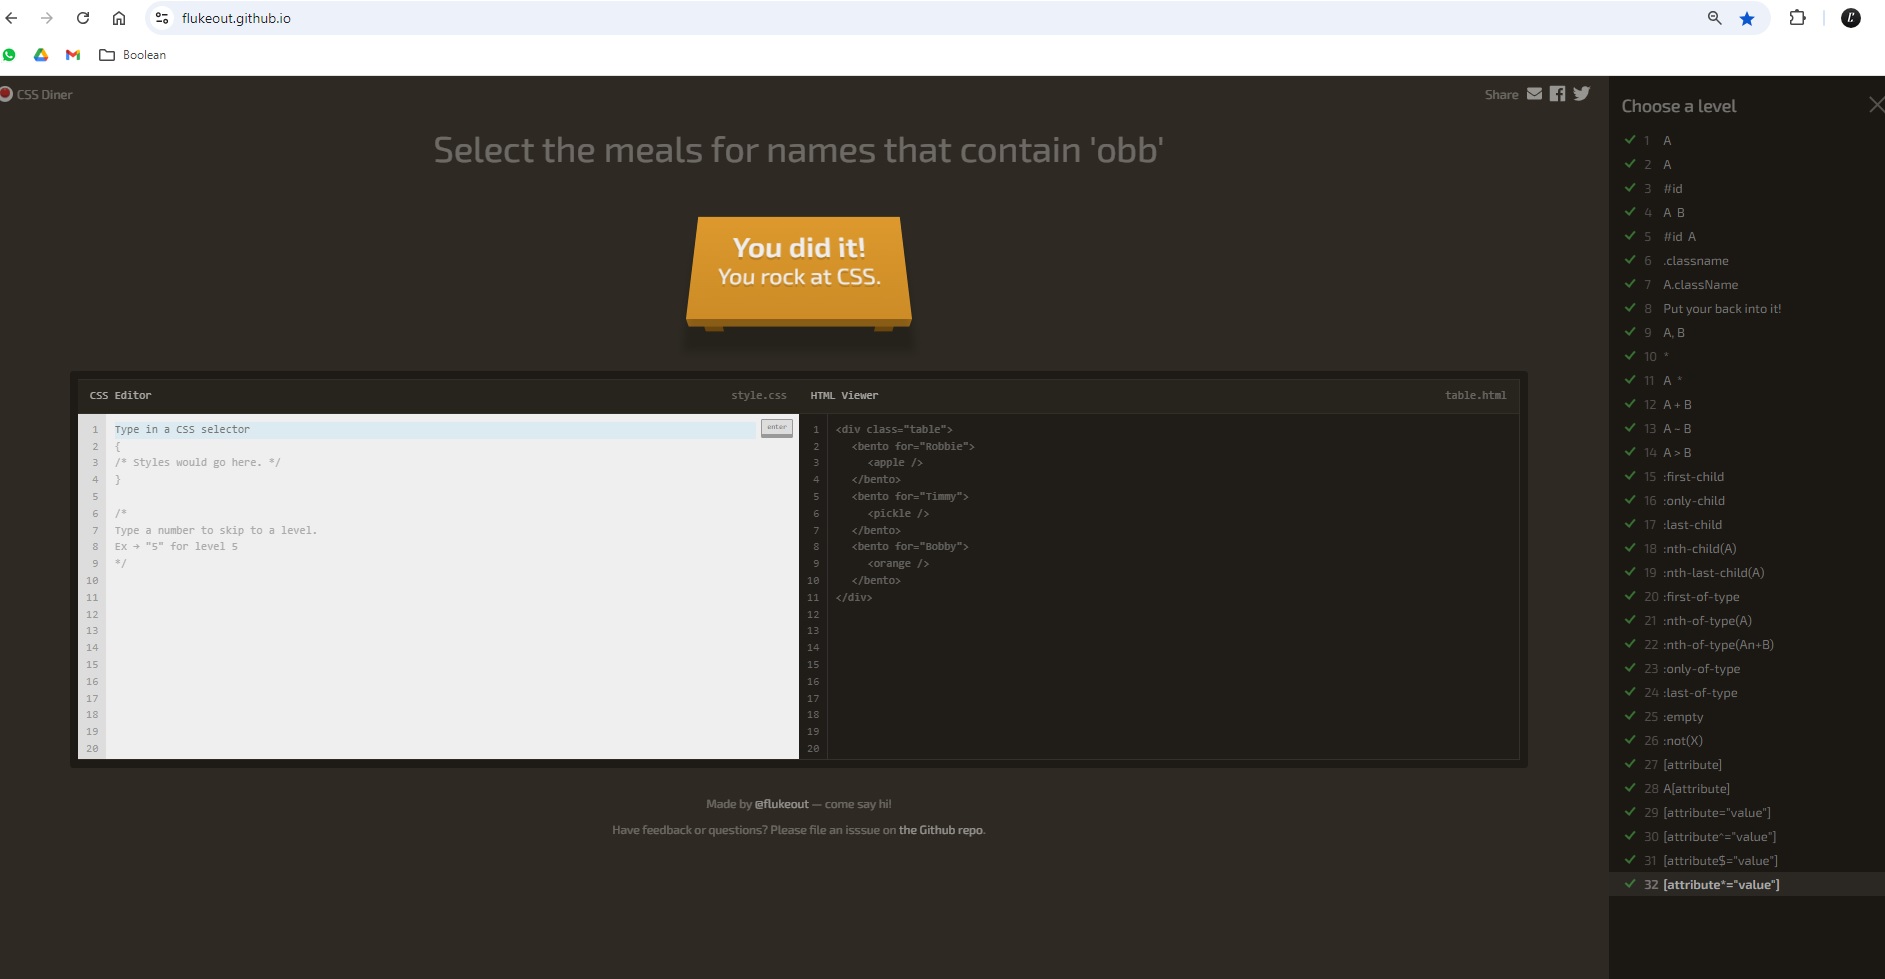 flukeout.github.io
Boolean
CSS Diner
Share
Select the meals for names that contain 'obb'
You did it!
You rock at CSS.
CSS Editor style.css
1 Type in a CSS selector enter
2 {
3 /* Styles would go here. */
4 }
5
6 /*
7 Type a number to skip to a level.
8 Ex → "5" for level 5
9 */
10
11
12
13
14
15
16
17
18
19
20
HTML Viewer table.html
1 <div class="table">
2 <bento for="Robbie">
3 <apple />
4 </bento>
5 <bento for="Timmy">
6 <pickle />
7 </bento>
8 <bento for="Bobby">
9 <orange />
10 </bento>
11 </div>
12
13
14
15
16
17
18
19
20
Made by @flukeout — come say hi!
Have feedback or questions? Please file an isssue on the Github repo.
Choose a level
1 A
2 A
3 #id
4 A B
5 #id A
6 .classname
7 A.className
8 Put your back into it!
9 A, B
10 *
11 A *
12 A + B
13 A ~ B
14 A > B
15 :first-child
16 :only-child
17 :last-child
18 :nth-child(A)
19 :nth-last-child(A)
20 :first-of-type
21 :nth-of-type(A)
22 :nth-of-type(An+B)
23 :only-of-type
24 :last-of-type
25 :empty
26 :not(X)
27 [attribute]
28 A[attribute]
29 [attribute="value"]
30 [attribute^="value"]
31 [attribute$="value"]
32 [attribute*="value"]